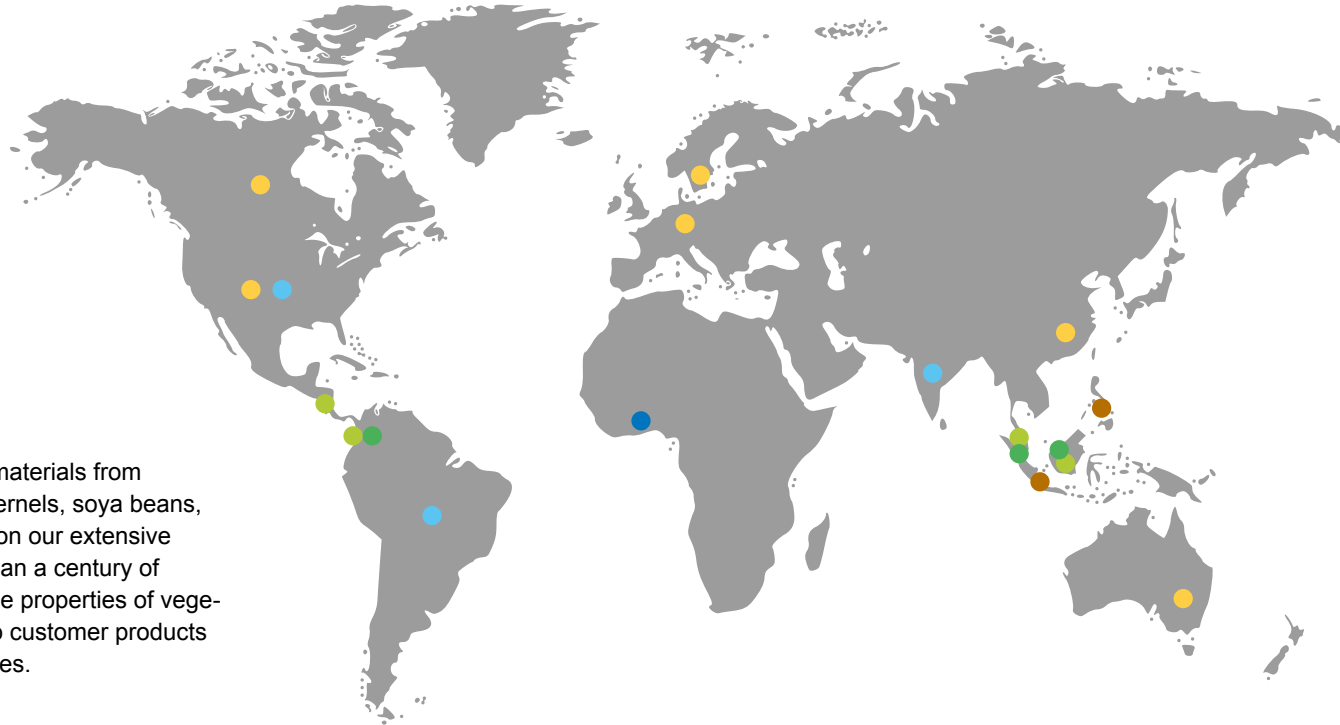 materials from
ernels, soya beans,
on our extensive
an a century of
e properties of vege-
o customer products
es.